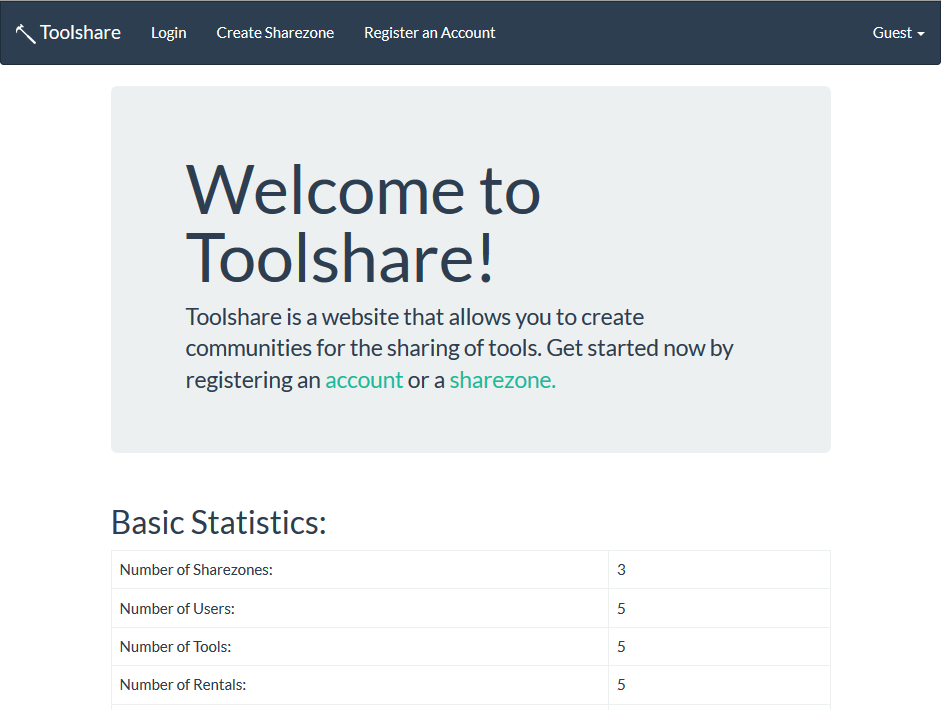 Toolshare Login Create Sharezone Register an Account Guest
Welcome to
Toolshare!
Toolshare is a website that allows you to create
communities for the sharing of tools. Get started now by
registering an account or a sharezone.
Basic Statistics:
Number of Sharezones: 3
Number of Users: 5
Number of Tools: 5
Number of Rentals: 5